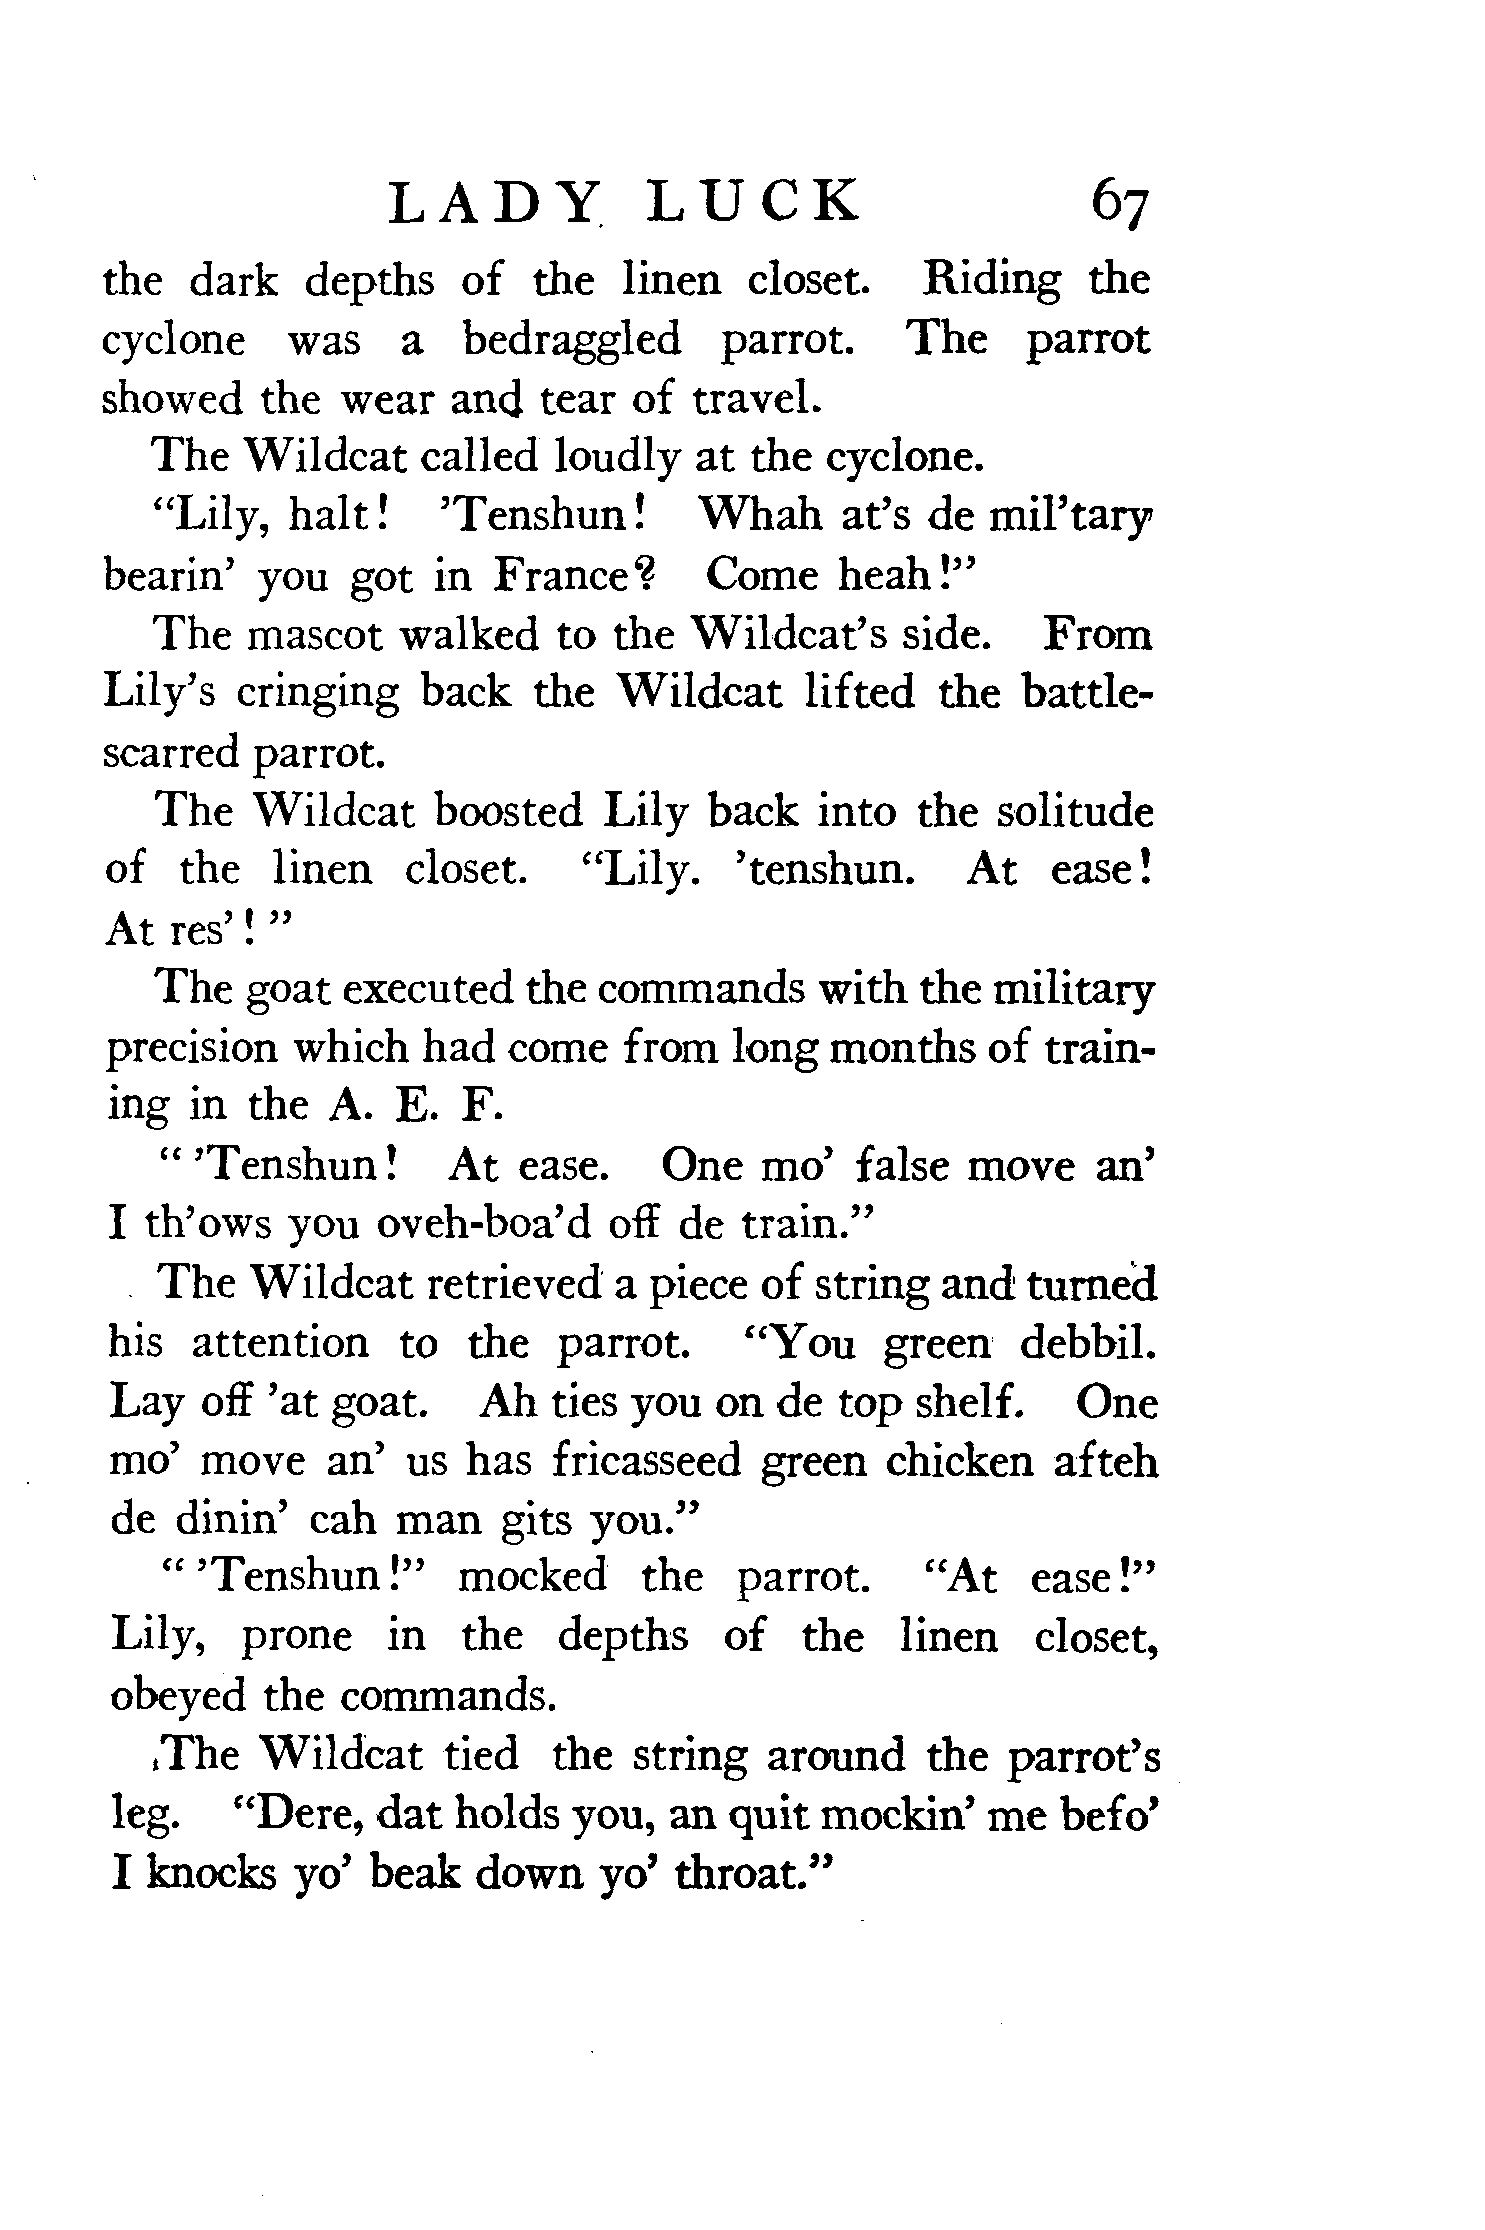 LADY LUCK 67
the dark depths of the linen closet. Riding the
cyclone was a bedraggled parrot. The parrot
showed the wear and tear of travel.
The Wildcat called loudly at the cyclone.
“Lily, halt! ’Tenshun! Whah at’s de mil’tary
bearin’ you got in France? Come heah!”
The mascot walked to the Wildcat’s side. From
Lily’s cringing back the Wildcat lifted the battle-
scarred parrot.
The Wildcat boosted Lily back into the solitude
of the linen closet. “Lily. ’tenshun. At ease!
At res’! ”
The goat executed the commands with the military
precision which had come from long months of train-
ing in the A. E. F.
“ ’Tenshun! At ease. One mo’ false move an’
I th’ows you oveh-boa’d off de train.”
The Wildcat retrieved a piece of string and turned
his attention to the parrot. “You green debbil.
Lay off ’at goat. Ah ties you on de top shelf. One
mo’ move an’ us has fricasseed green chicken afteh
de dinin’ cah man gits you.”
“ ’Tenshun!” mocked the parrot. “At ease!”
Lily, prone in the depths of the linen closet,
obeyed the commands.
The Wildcat tied the string around the parrot’s
leg. “Dere, dat holds you, an quit mockin’ me befo’
I knocks yo’ beak down yo’ throat.”